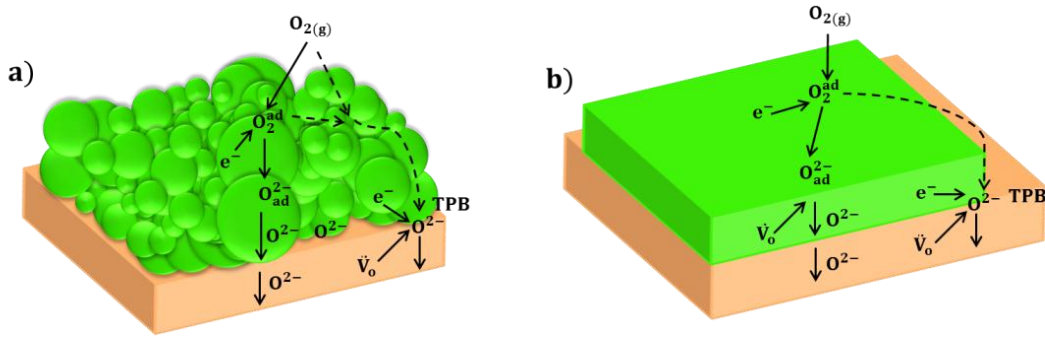 a)
O₂₍g₎
O₂ᵃᵈ
e⁻
O²⁻ad
e⁻
TPB
O²⁻
O²⁻
O²⁻
V̈ₒ
O²⁻
b)
O₂₍g₎
O₂ᵃᵈ
e⁻
O²⁻ad
e⁻
O²⁻ TPB
V̇ₒ
O²⁻
V̈ₒ
O²⁻